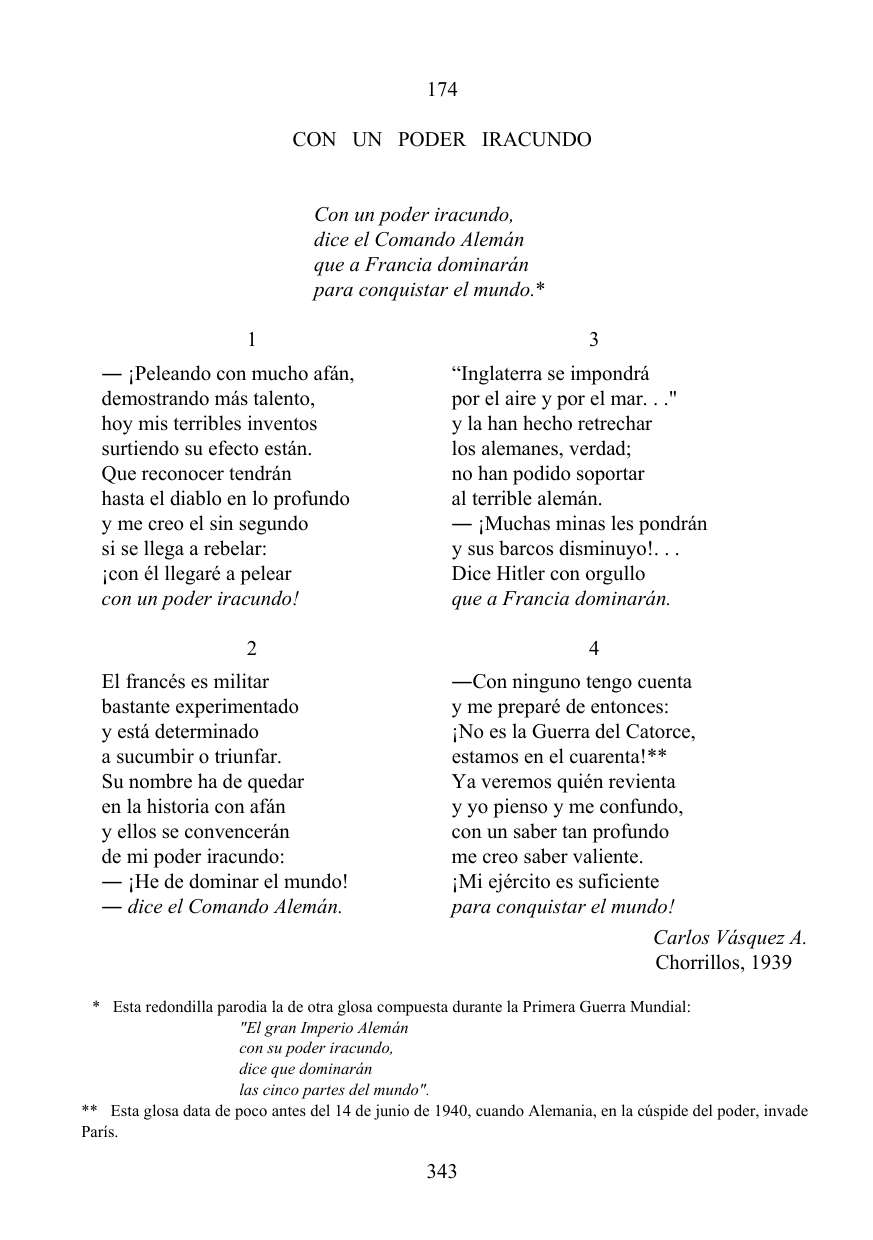 174
CON UN PODER IRACUNDO
Con un poder iracundo,
dice el Comando Alemán
que a Francia dominarán
para conquistar el mundo.*
1
— ¡Peleando con mucho afán,
demostrando más talento,
hoy mis terribles inventos
surtiendo su efecto están.
Que reconocer tendrán
hasta el diablo en lo profundo
y me creo el sin segundo
si se llega a rebelar:
¡con él llegaré a pelear
con un poder iracundo!
2
El francés es militar
bastante experimentado
y está determinado
a sucumbir o triunfar.
Su nombre ha de quedar
en la historia con afán
y ellos se convencerán
de mi poder iracundo:
— ¡He de dominar el mundo!
— dice el Comando Alemán.
3
“Inglaterra se impondrá
por el aire y por el mar. . ."
y la han hecho retrechar
los alemanes, verdad;
no han podido soportar
al terrible alemán.
— ¡Muchas minas les pondrán
y sus barcos disminuyo!. . .
Dice Hitler con orgullo
que a Francia dominarán.
4
—Con ninguno tengo cuenta
y me preparé de entonces:
¡No es la Guerra del Catorce,
estamos en el cuarenta!**
Ya veremos quién revienta
y yo pienso y me confundo,
con un saber tan profundo
me creo saber valiente.
¡Mi ejército es suficiente
para conquistar el mundo!
Carlos Vásquez A.
Chorrillos, 1939
* Esta redondilla parodia la de otra glosa compuesta durante la Primera Guerra Mundial:
"El gran Imperio Alemán
con su poder iracundo,
dice que dominarán
las cinco partes del mundo".
** Esta glosa data de poco antes del 14 de junio de 1940, cuando Alemania, en la cúspide del poder, invade
París.
343